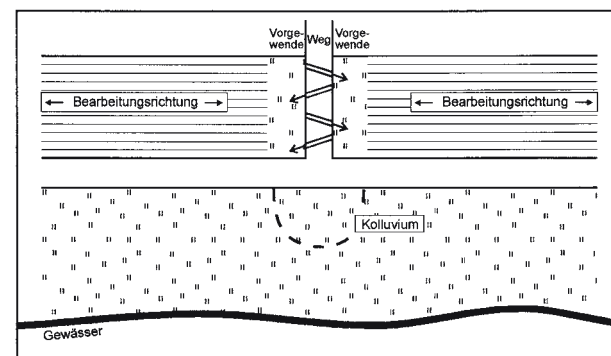 Vorge- Weg Vorge-
wende wende
Bearbeitungsrichtung Bearbeitungsrichtung
Kolluvium
Gewässer